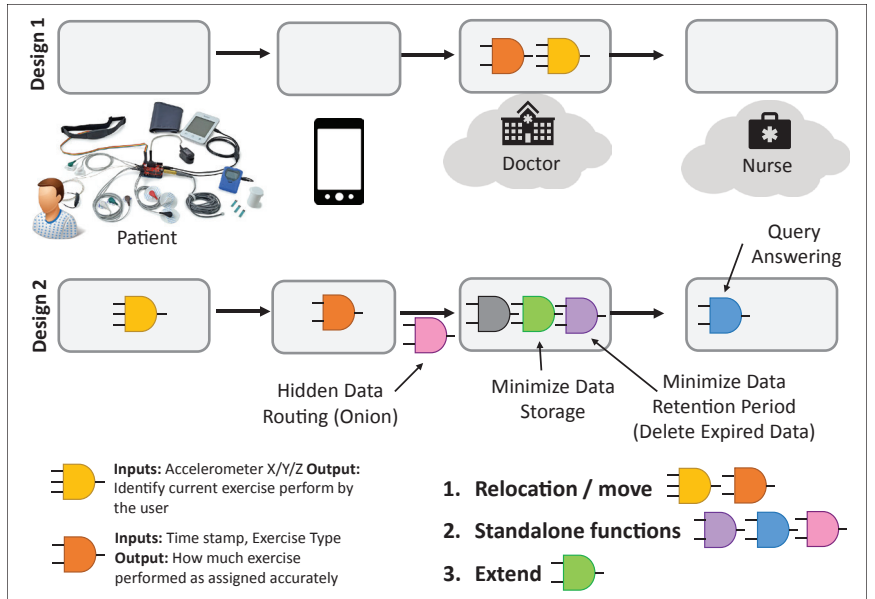 Design 1
Doctor
Nurse
Patient
Query
Answering
Design 2
Hidden Data
Routing (Onion)
Minimize Data
Storage
Minimize Data
Retention Period
(Delete Expired Data)
Inputs: Accelerometer X/Y/Z Output:
Identify current exercise perform by
the user
Inputs: Time stamp, Exercise Type
Output: How much exercise
performed as assigned accurately
1. Relocation / move
2. Standalone functions
3. Extend